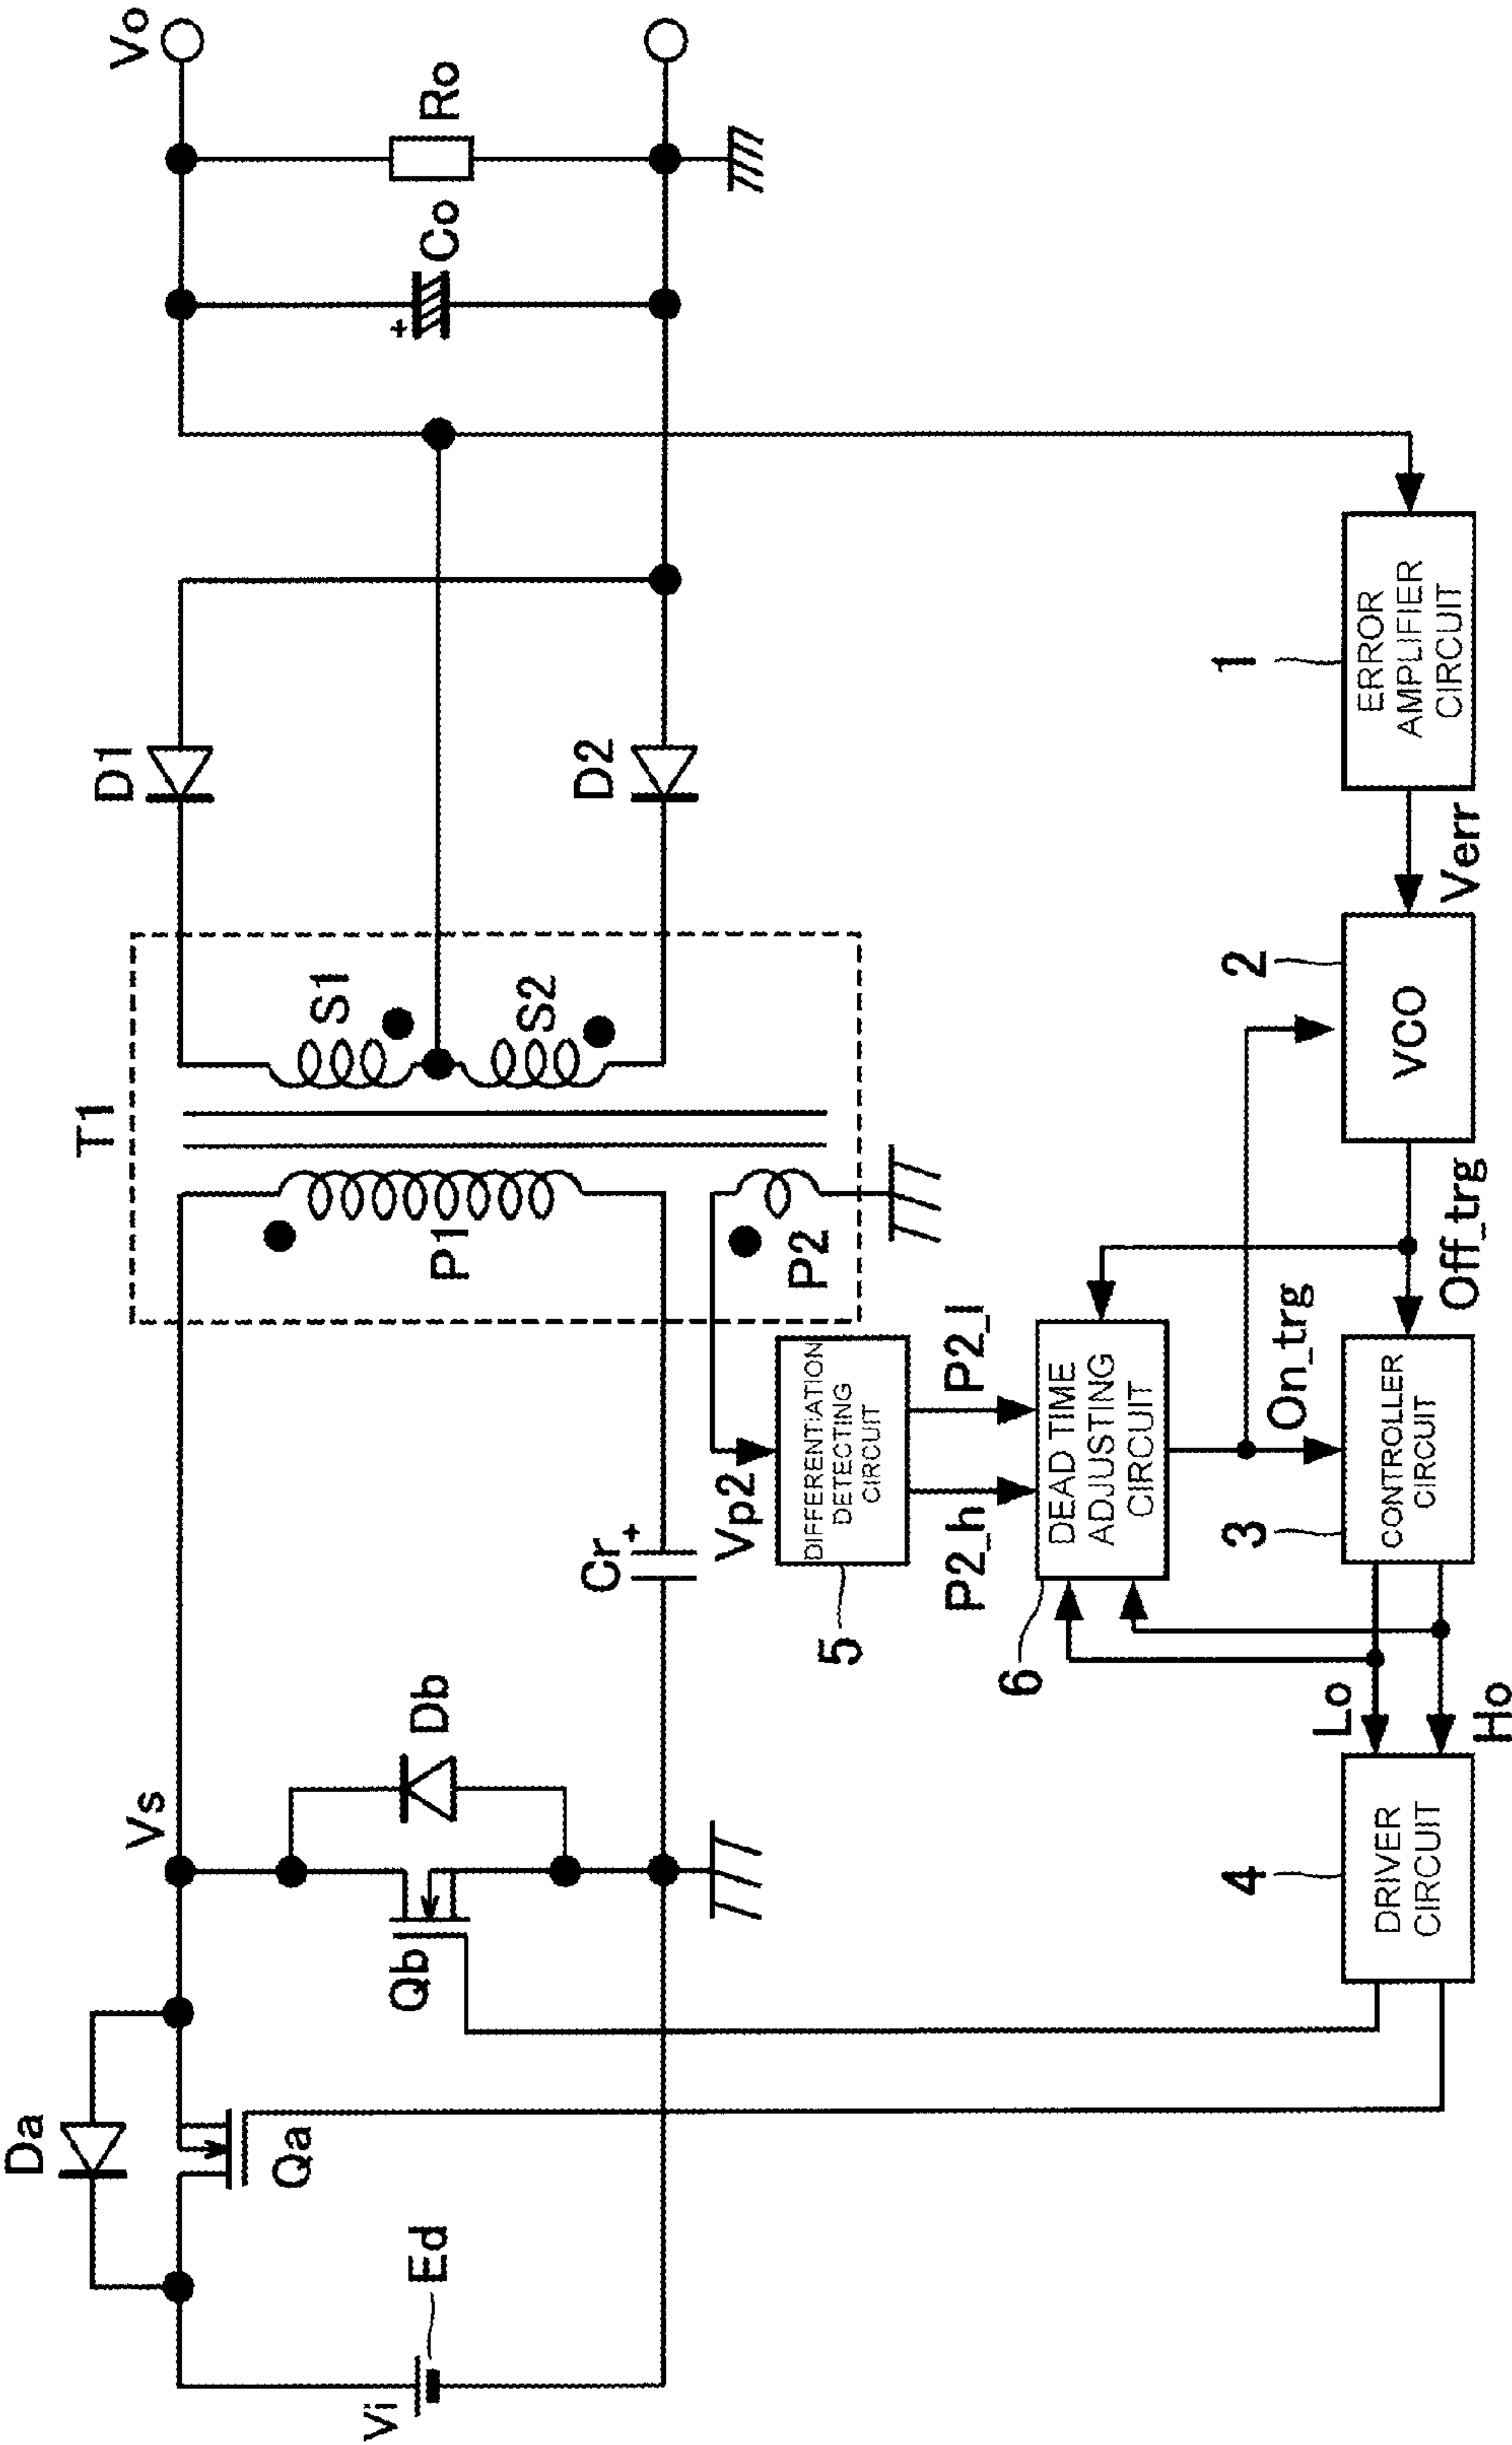 Da
Vs
T1
D1
Vo
Qa
P1
S1
Ed
Vi
Qb
Db
S2
Co
+
Ro
Cr
+
D2
Vp2
P2
5
DIFFERENTIATION
DETECTING
CIRCUIT
P2_h
P2_l
6
DEAD TIME
ADJUSTING
CIRCUIT
Lo
On_trg
4
3
2
1
DRIVER
CIRCUIT
CONTROLLER
CIRCUIT
VCO
ERROR
AMPLIFIER
CIRCUIT
Ho
Off_trg
Verr